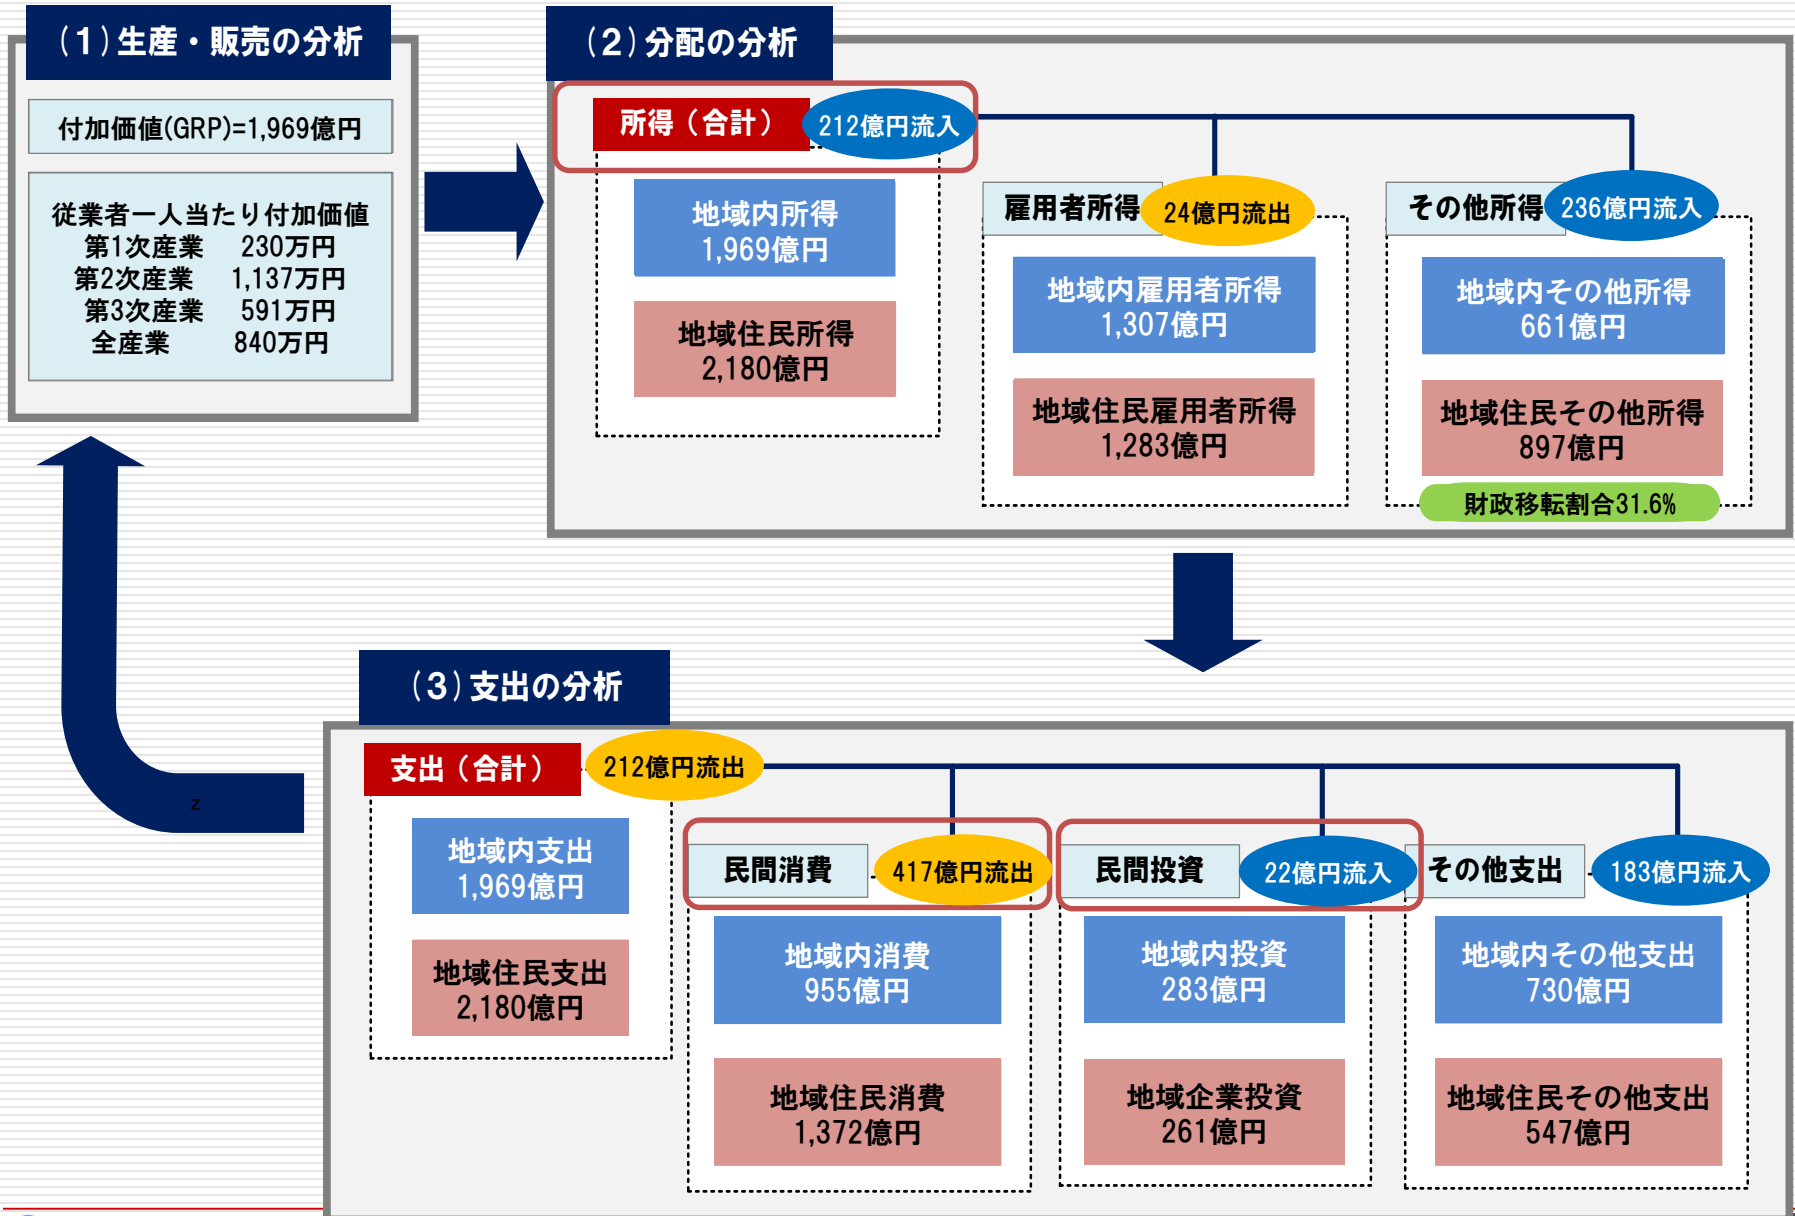 (1)生産・販売の分析
付加価値(GRP)=1,969億円
従業者一人当たり付加価値
第1次産業 230万円
第2次産業 1,137万円
第3次産業 591万円
全産業 840万円
(2)分配の分析
所得(合計)
212億円流入
地域内所得
1,969億円
地域住民所得
2,180億円
雇用者所得
24億円流出
地域内雇用者所得
1,307億円
地域住民雇用者所得
1,283億円
その他所得
236億円流入
地域内その他所得
661億円
地域住民その他所得
897億円
財政移転割合31.6%
(3)支出の分析
支出(合計)
212億円流出
地域内支出
1,969億円
地域住民支出
2,180億円
民間消費
417億円流出
地域内消費
955億円
地域住民消費
1,372億円
民間投資
22億円流入
地域内投資
283億円
地域企業投資
261億円
その他支出
183億円流入
地域内その他支出
730億円
地域住民その他支出
547億円
z